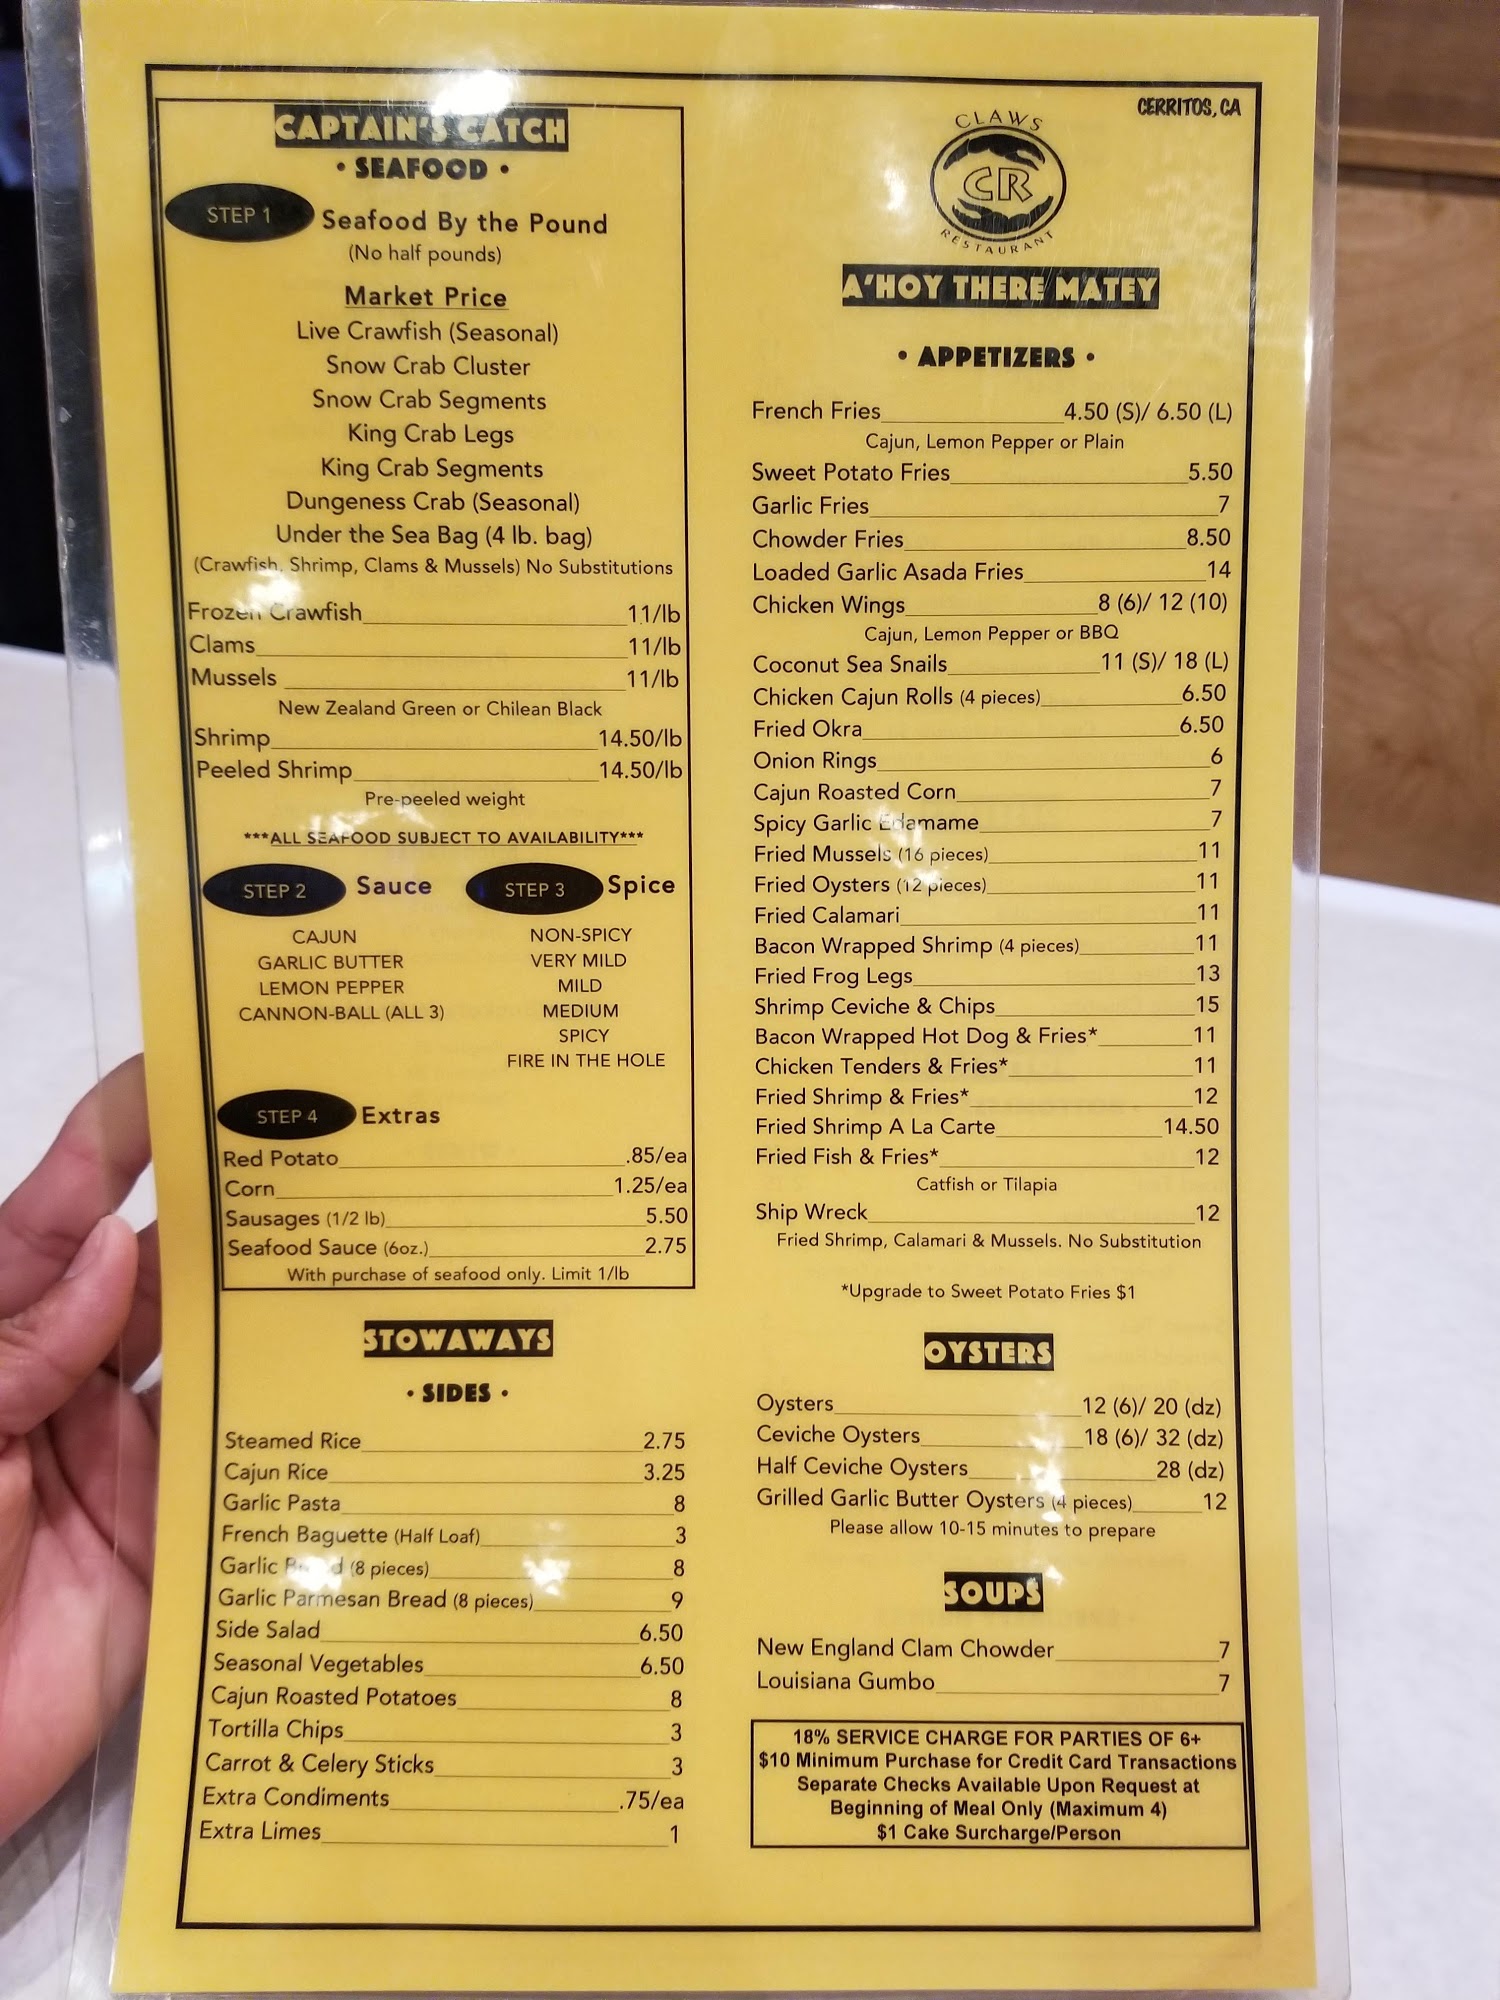 CAPTAIN'S CATCH
• SEAFOOD •
STEP 1 Seafood By the Pound
(No half pounds)
Market Price
Live Crawfish (Seasonal)
Snow Crab Cluster
Snow Crab Segments
King Crab Legs
King Crab Segments
Dungeness Crab (Seasonal)
Under the Sea Bag (4 lb. bag)
(Crawfish, Shrimp, Clams & Mussels) No Substitutions
Frozen Crawfish 11/lb
Clams 11/lb
Mussels 11/lb
New Zealand Green or Chilean Black
Shrimp 14.50/lb
Peeled Shrimp 14.50/lb
Pre-peeled weight
***ALL SEAFOOD SUBJECT TO AVAILABILITY***
STEP 2 Sauce
CAJUN
GARLIC BUTTER
LEMON PEPPER
CANNON-BALL (ALL 3)
STEP 3 Spice
NON-SPICY
VERY MILD
MILD
MEDIUM
SPICY
FIRE IN THE HOLE
STEP 4 Extras
Red Potato .85/ea
Corn 1.25/ea
Sausages (1/2 lb) 5.50
Seafood Sauce (6oz.) 2.75
With purchase of seafood only. Limit 1/lb
STOWAWAYS
• SIDES •
Steamed Rice 2.75
Cajun Rice 3.25
Garlic Pasta 8
French Baguette (Half Loaf) 3
Garlic Bread (8 pieces) 8
Garlic Parmesan Bread (8 pieces) 9
Side Salad 6.50
Seasonal Vegetables 6.50
Cajun Roasted Potatoes 8
Tortilla Chips 3
Carrot & Celery Sticks 3
Extra Condiments .75/ea
Extra Limes 1
CERRITOS, CA
CLAWS
CR
RESTAURANT
A'HOY THERE MATEY
• APPETIZERS •
French Fries 4.50 (S)/ 6.50 (L)
Cajun, Lemon Pepper or Plain
Sweet Potato Fries 5.50
Garlic Fries 7
Chowder Fries 8.50
Loaded Garlic Asada Fries 14
Chicken Wings 8 (6)/ 12 (10)
Cajun, Lemon Pepper or BBQ
Coconut Sea Snails 11 (S)/ 18 (L)
Chicken Cajun Rolls (4 pieces) 6.50
Fried Okra 6.50
Onion Rings 6
Cajun Roasted Corn 7
Spicy Garlic Edamame 7
Fried Mussels (16 pieces) 11
Fried Oysters (12 pieces) 11
Fried Calamari 11
Bacon Wrapped Shrimp (4 pieces) 11
Fried Frog Legs 13
Shrimp Ceviche & Chips 15
Bacon Wrapped Hot Dog & Fries* 11
Chicken Tenders & Fries* 11
Fried Shrimp & Fries* 12
Fried Shrimp A La Carte 14.50
Fried Fish & Fries* 12
Catfish or Tilapia
Ship Wreck 12
Fried Shrimp, Calamari & Mussels. No Substitution
*Upgrade to Sweet Potato Fries $1
OYSTERS
Oysters 12 (6)/ 20 (dz)
Ceviche Oysters 18 (6)/ 32 (dz)
Half Ceviche Oysters 28 (dz)
Grilled Garlic Butter Oysters (4 pieces) 12
Please allow 10-15 minutes to prepare
SOUPS
New England Clam Chowder 7
Louisiana Gumbo 7
18% SERVICE CHARGE FOR PARTIES OF 6+
$10 Minimum Purchase for Credit Card Transactions
Separate Checks Available Upon Request at
Beginning of Meal Only (Maximum 4)
$1 Cake Surcharge/Person